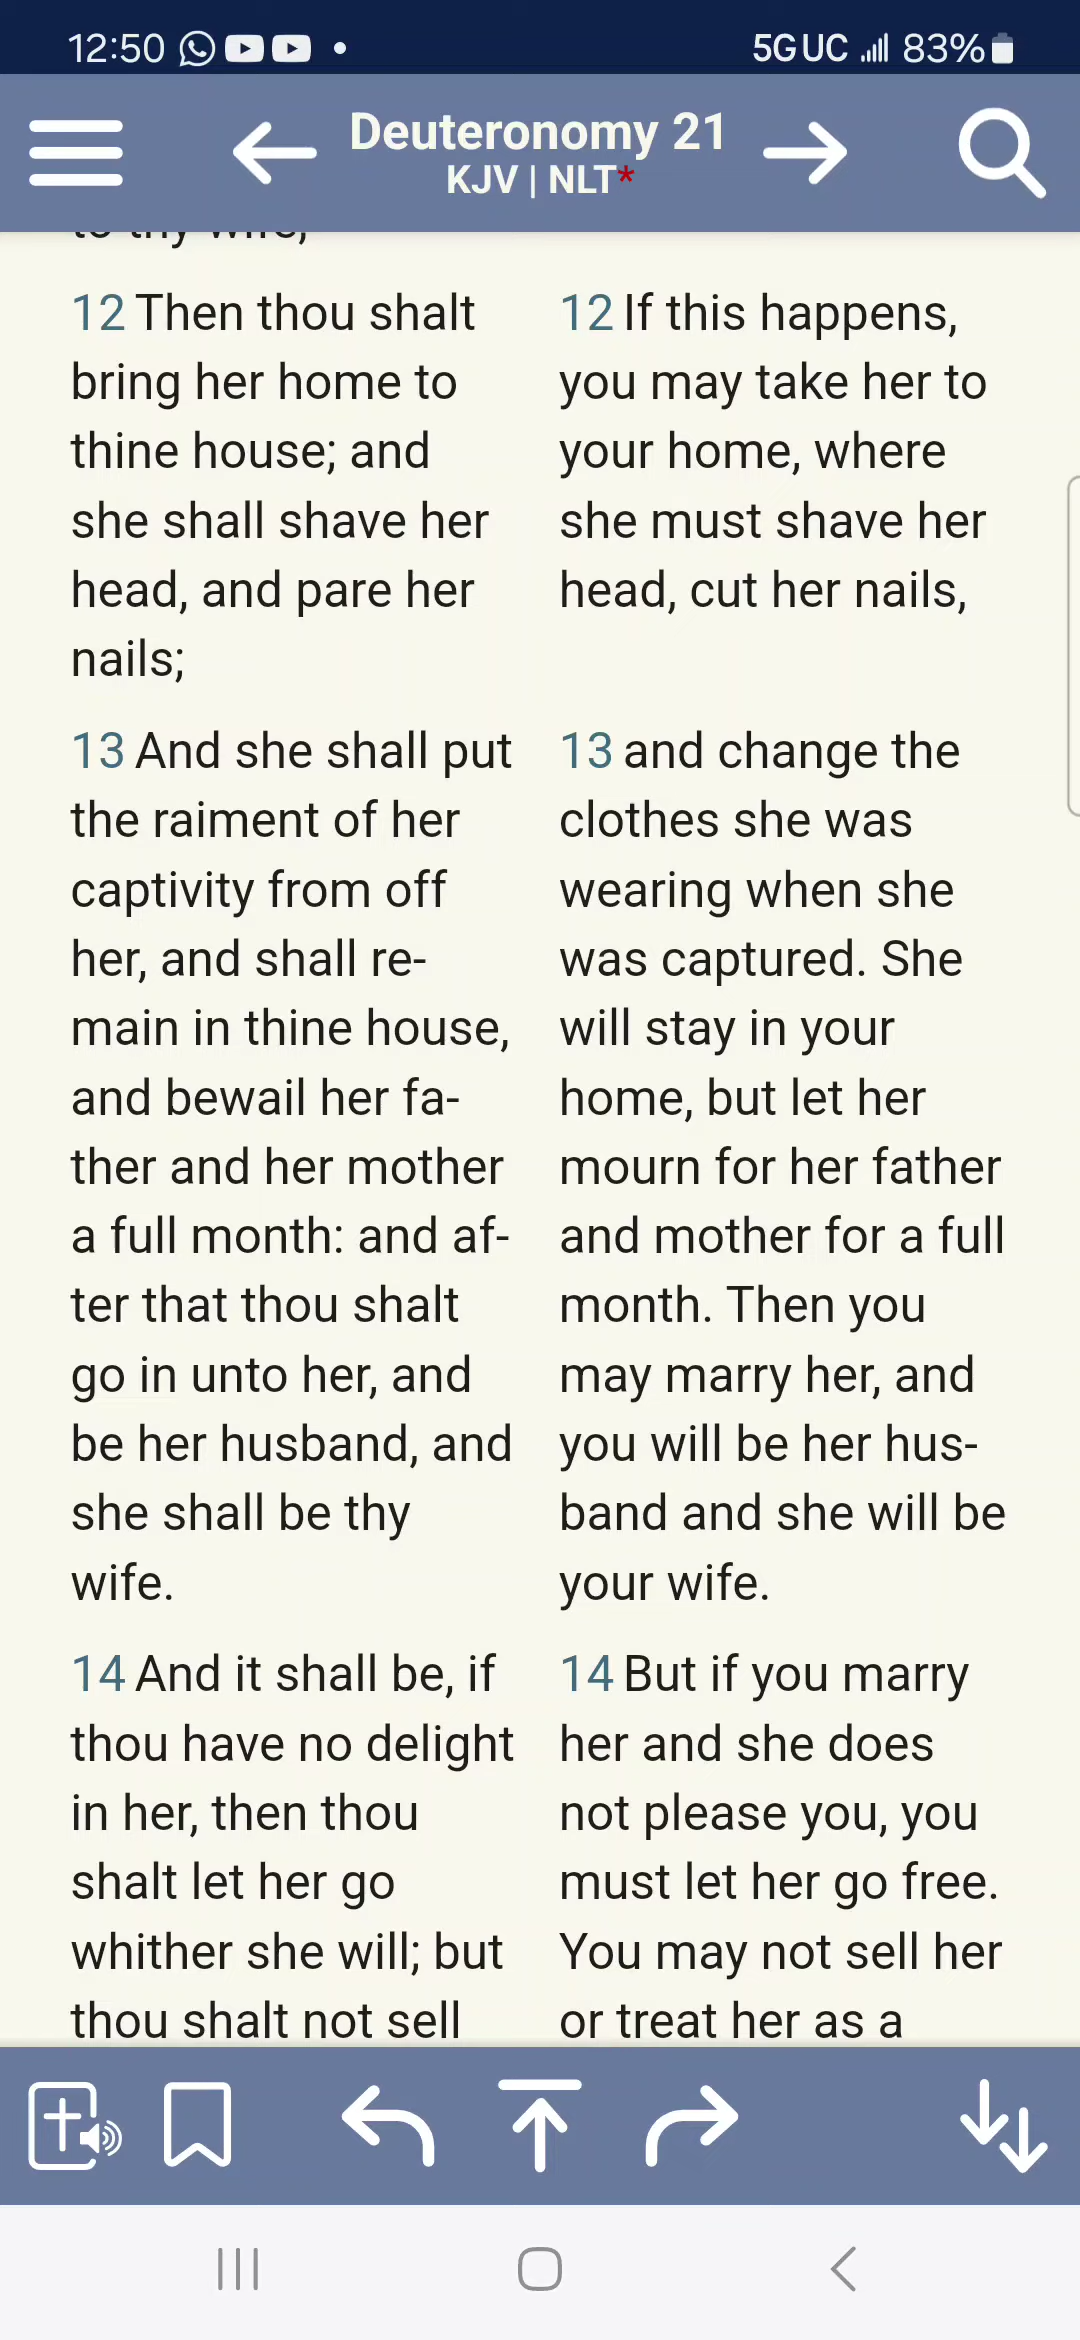 12:50
5G UC 83%
Deuteronomy 21
KJV | NLT*
to thy wife;
12 Then thou shalt
bring her home to
thine house; and
she shall shave her
head, and pare her
nails;
13 And she shall put
the raiment of her
captivity from off
her, and shall re-
main in thine house,
and bewail her fa-
ther and her mother
a full month: and af-
ter that thou shalt
go in unto her, and
be her husband, and
she shall be thy
wife.
14 And it shall be, if
thou have no delight
in her, then thou
shalt let her go
whither she will; but
thou shalt not sell
12 If this happens,
you may take her to
your home, where
she must shave her
head, cut her nails,
13 and change the
clothes she was
wearing when she
was captured. She
will stay in your
home, but let her
mourn for her father
and mother for a full
month. Then you
may marry her, and
you will be her hus-
band and she will be
your wife.
14 But if you marry
her and she does
not please you, you
must let her go free.
You may not sell her
or treat her as a